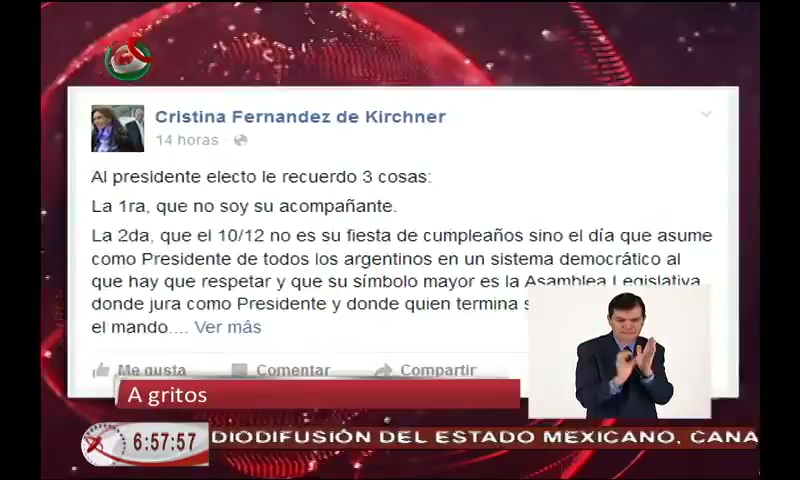 Cristina Fernandez de Kirchner
14 horas
Al presidente electo le recuerdo 3 cosas:
La 1ra, que no soy su acompañante.
La 2da, que el 10/12 no es su fiesta de cumpleaños sino el día que asume
como Presidente de todos los argentinos en un sistema democrático al
que hay que respetar y que su símbolo mayor es la Asamblea Legislativa
donde jura como Presidente y donde quien termina s
el mando.... Ver más
Me gusta Comentar Compartir
A gritos
6:57:57
DIODIFUSIÓN DEL ESTADO MEXICANO, CANA